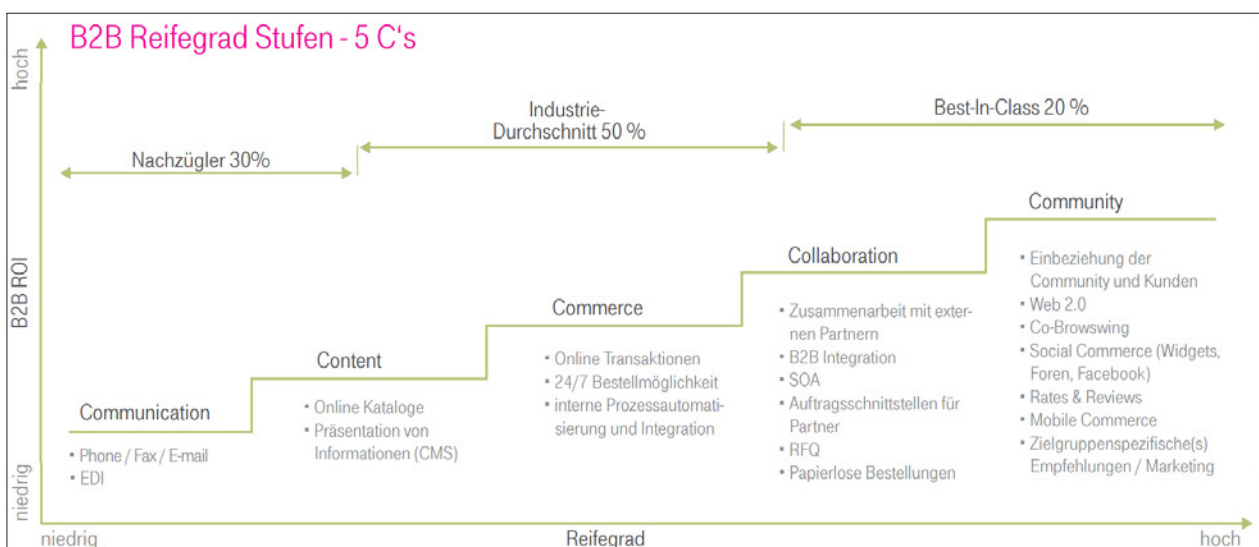 B2B Reifegrad Stufen - 5 C's
hoch
Industrie-
Durchschnitt 50 %
Best-In-Class 20 %
Nachzügler 30%
B2B ROI
Communication
▪ Phone / Fax / E-mail
▪ EDI
Content
▪ Online Kataloge
▪ Präsentation von
Informationen (CMS)
Commerce
▪ Online Transaktionen
▪ 24/7 Bestellmöglichkeit
▪ interne Prozessautomati-
sierung und Integration
Collaboration
▪ Zusammenarbeit mit exter-
nen Partnern
▪ B2B Integration
▪ SOA
▪ Auftragsschnittstellen für
Partner
▪ RFQ
▪ Papierlose Bestellungen
Community
▪ Einbeziehung der
Community und Kunden
▪ Web 2.0
▪ Co-Browswing
▪ Social Commerce (Widgets,
Foren, Facebook)
▪ Rates & Reviews
▪ Mobile Commerce
▪ Zielgruppenspezifische(s)
Empfehlungen / Marketing
niedrig
niedrig
Reifegrad
hoch